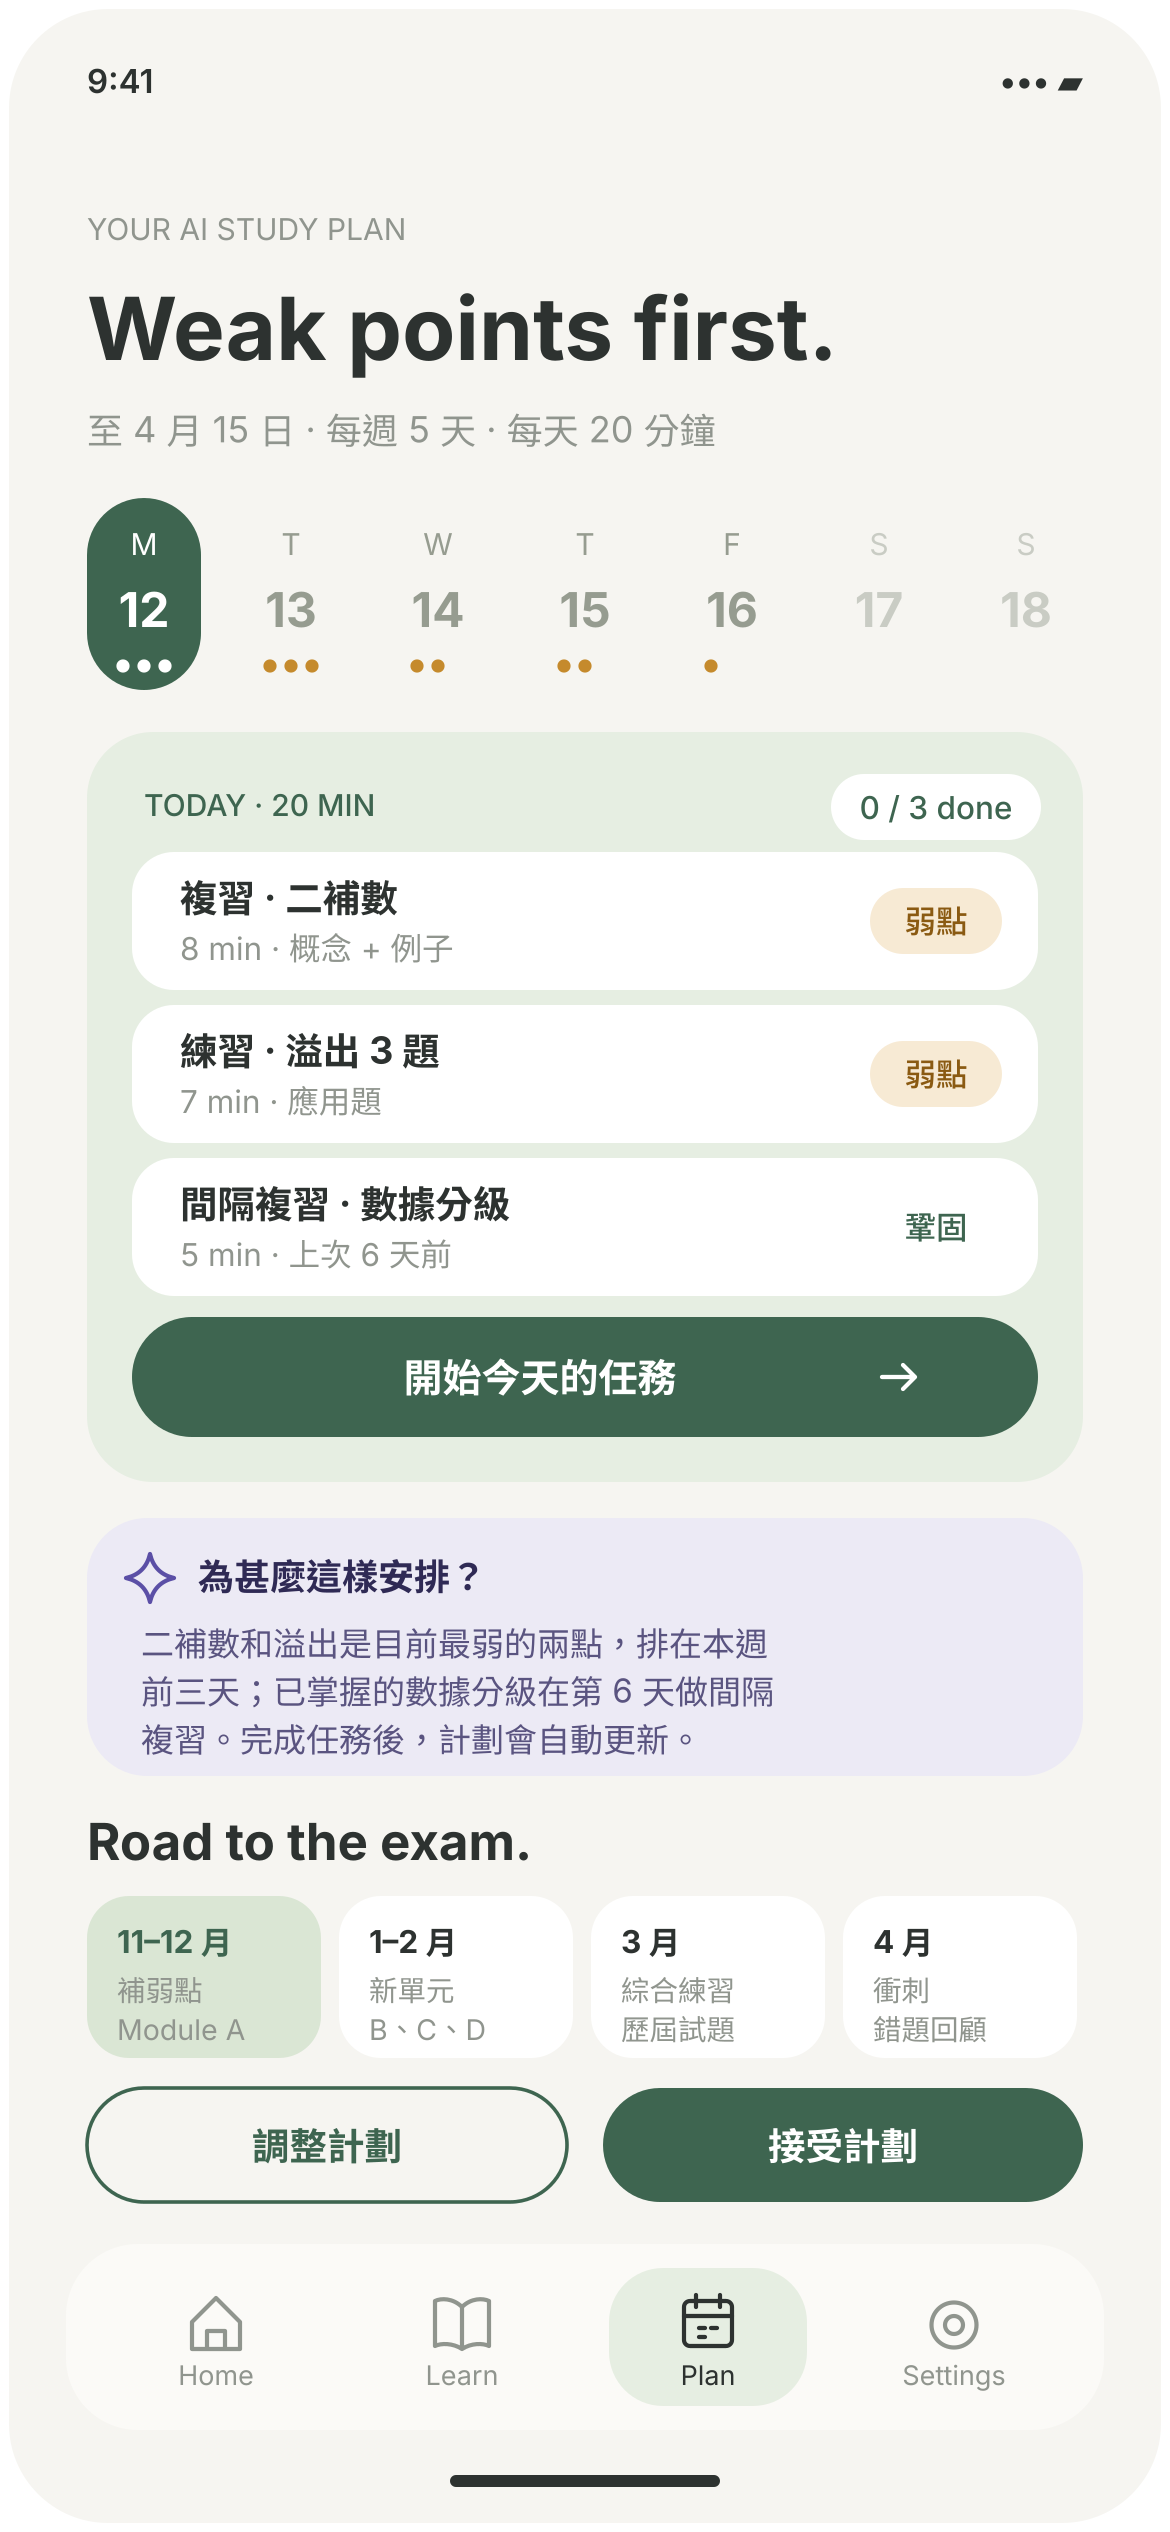 9:41
YOUR AI STUDY PLAN
Weak points first.
至 4 月 15 日 · 每週 5 天 · 每天 20 分鐘
M T W T F S S
12 13 14 15 16 17 18
TODAY · 20 MIN
0 / 3 done
複習 · 二補數
8 min · 概念 + 例子
弱點
練習 · 溢出 3 題
7 min · 應用題
弱點
間隔複習 · 數據分級
5 min · 上次 6 天前
鞏固
開始今天的任務 →
為甚麼這樣安排？
二補數和溢出是目前最弱的兩點，排在本週
前三天；已掌握的數據分級在第 6 天做間隔
複習。完成任務後，計劃會自動更新。
Road to the exam.
11–12 月
補弱點
Module A
1–2 月
新單元
B、C、D
3 月
綜合練習
歷屆試題
4 月
衝刺
錯題回顧
調整計劃
接受計劃
Home
Learn
Plan
Settings